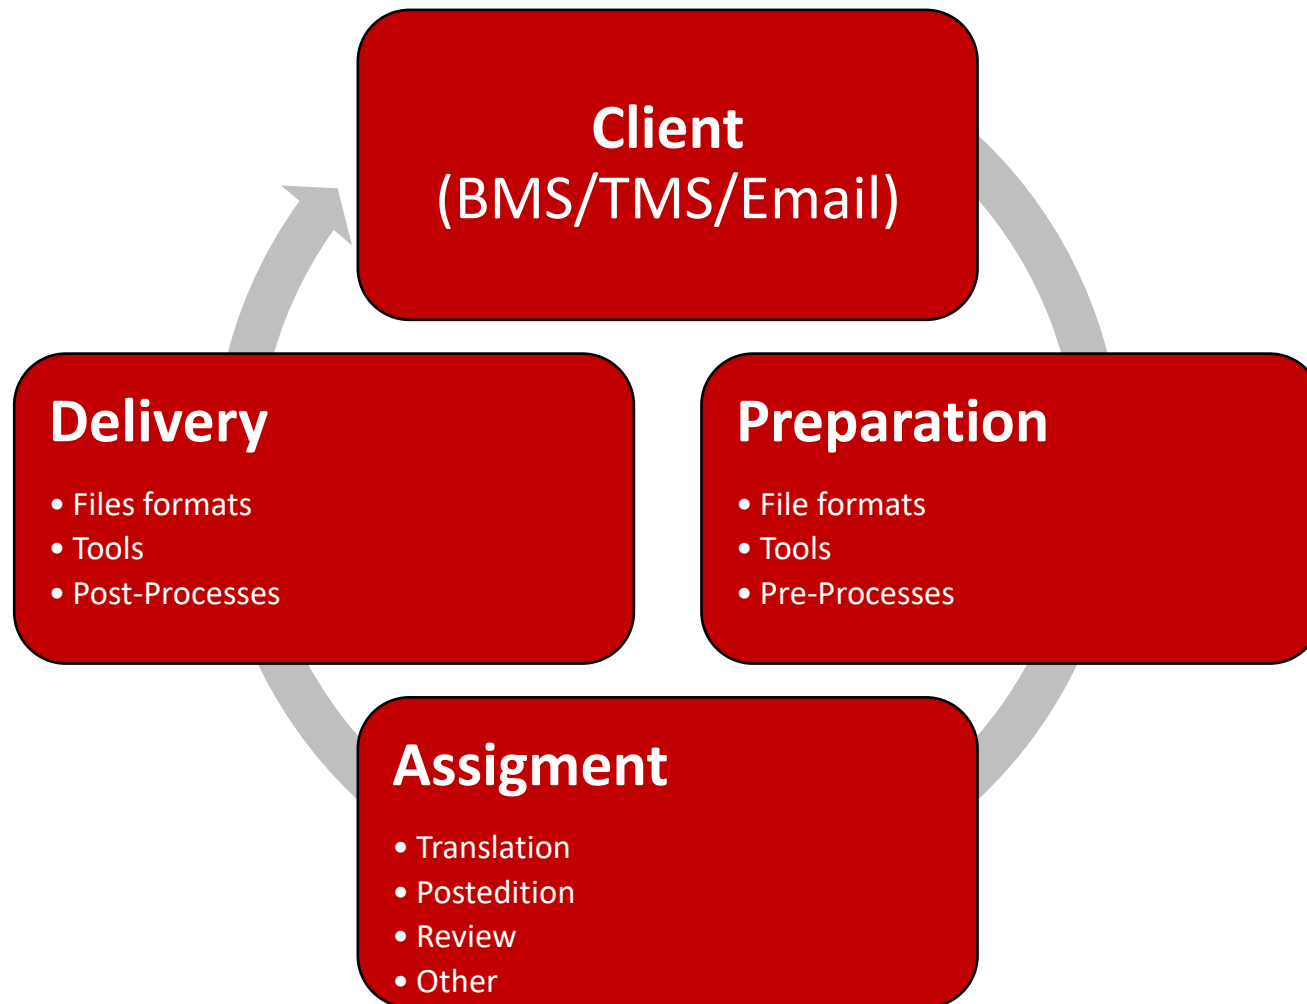 Client
(BMS/TMS/Email)
Delivery
• Files formats
• Tools
• Post-Processes
Preparation
• File formats
• Tools
• Pre-Processes
Assigment
• Translation
• Postedition
• Review
• Other